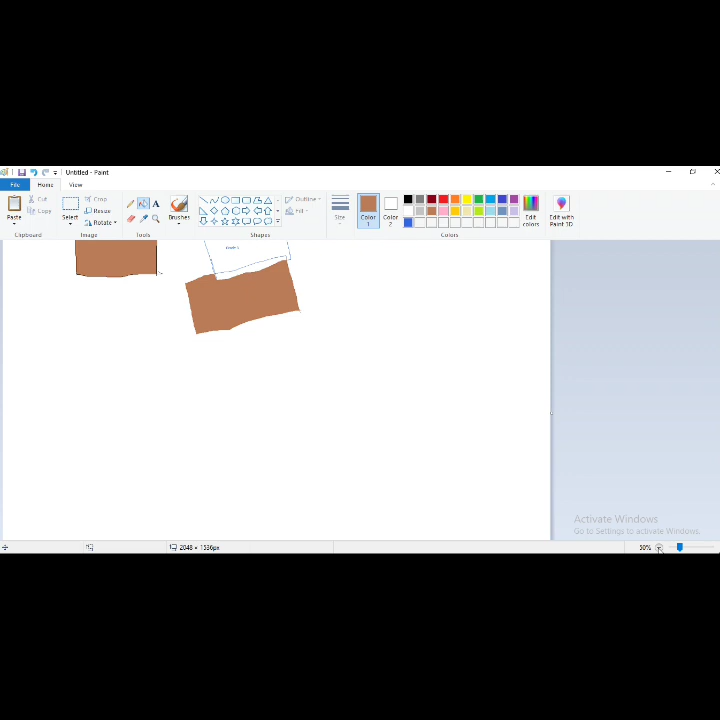 Untitled - Paint
File Home View
Paste
Cut
Copy
Clipboard
Select
Crop
Resize
Rotate
Image
A
Tools
Brushes
Shapes
Outline
Fill
Size
Color 1
Color 2
Edit colors
Colors
Edit with Paint 3D
Activate Windows
Go to Settings to activate Windows.
2048 × 1536px
50%